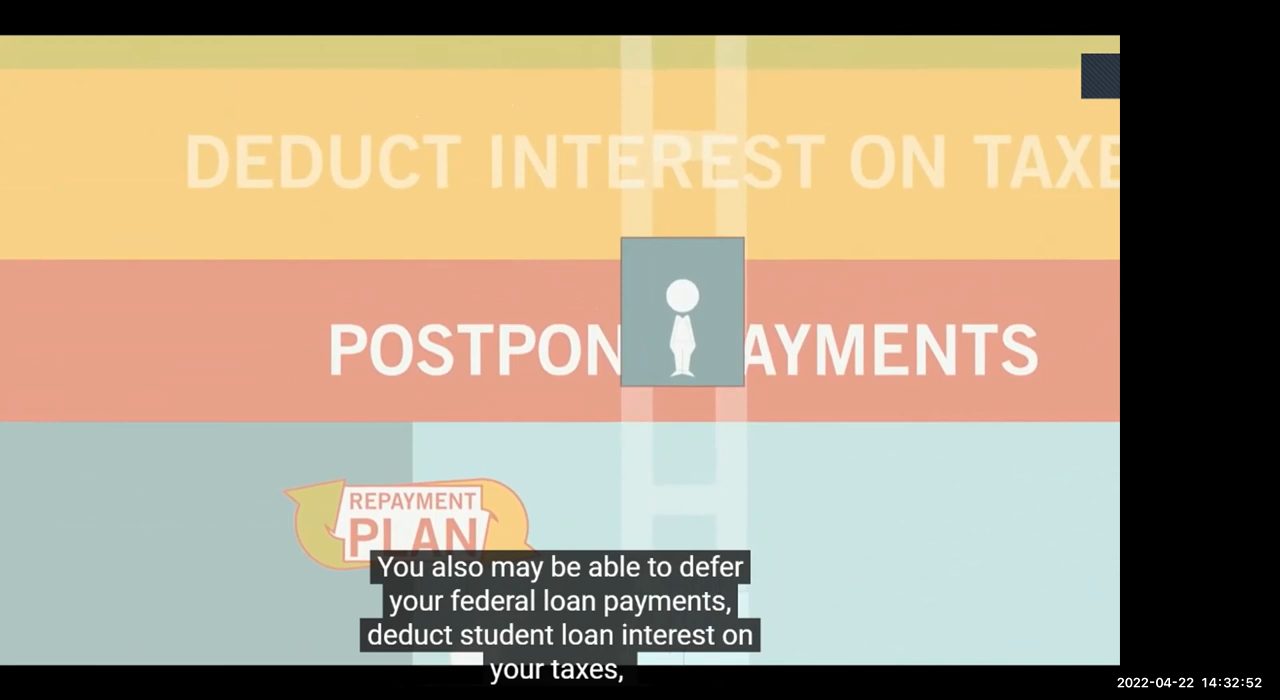 DEDUCT INTEREST ON TAXE
POSTPON AYMENTS
REPAYMENT
PLAN
You also may be able to defer
your federal loan payments,
deduct student loan interest on
your taxes,
2022-04-22 14:32:52